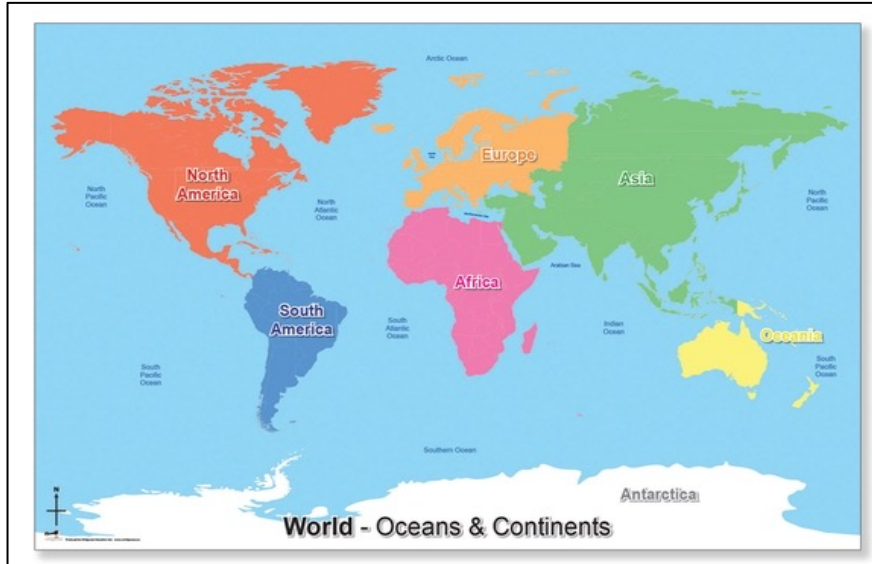 Arctic Ocean
Europe
North
America
Asia
North
Pacific
Ocean
North
Atlantic
Ocean
North
Pacific
Ocean
Arabian Sea
Africa
South
America
South
Atlantic
Ocean
Indian
Ocean
Oceania
South
Pacific
Ocean
South
Pacific
Ocean
Southern Ocean
Antarctica
N
World - Oceans & Continents